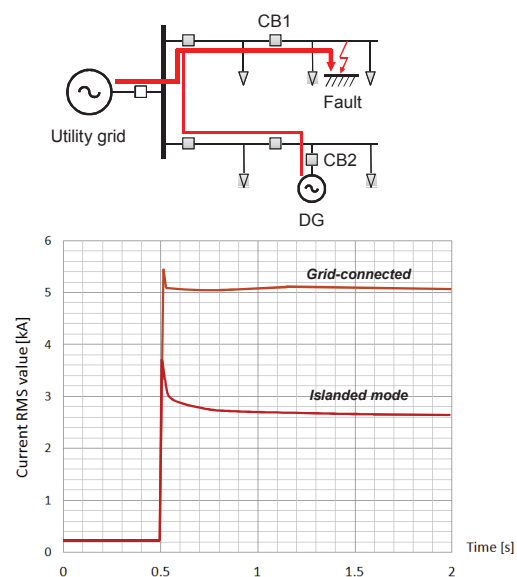 CB1
Fault
Utility grid
CB2
DG
6
5
4
3
2
1
0
Current RMS value [kA]
Grid-connected
Islanded mode
Time [s]
0 0.5 1 1.5 2